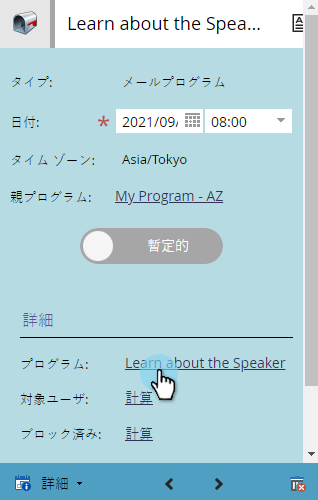 Learn about the Spea...
タイプ: メールプログラム
日付: * 2021/09/ 08:00
タイム ゾーン: Asia/Tokyo
親プログラム: My Program - AZ
暫定的
詳細
プログラム: Learn about the Speaker
対象ユーザ: 計算
ブロック済み: 計算
詳細